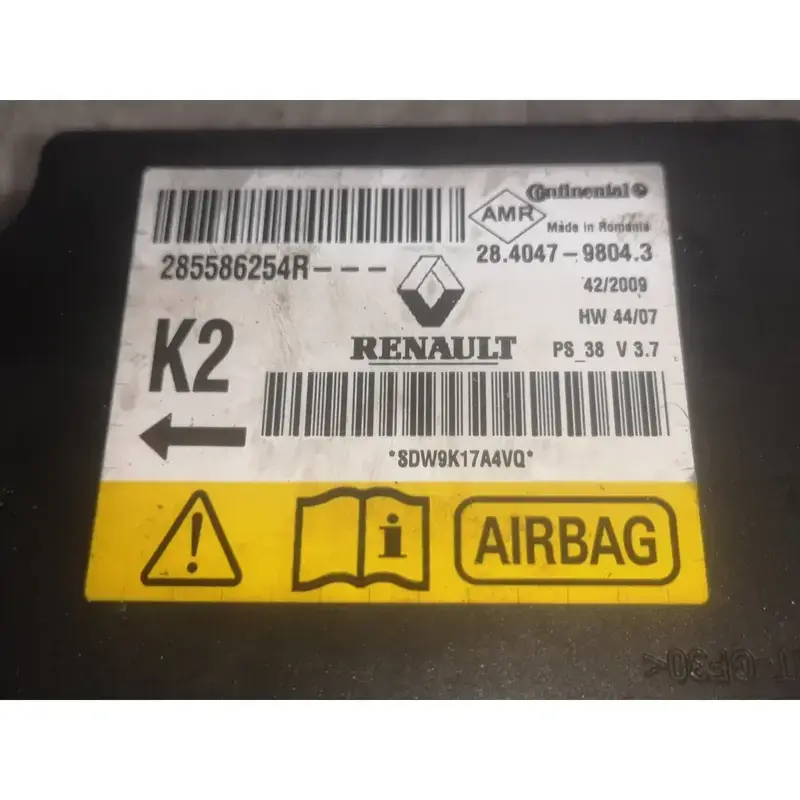 Continental
AMR
Made in Romania
285586254R---
28.4047-9804.3
42/2009
K2
HW 44/07
RENAULT
PS_38 V 3.7
*SDW9K17A4VQ*
i
AIRBAG
GF30<